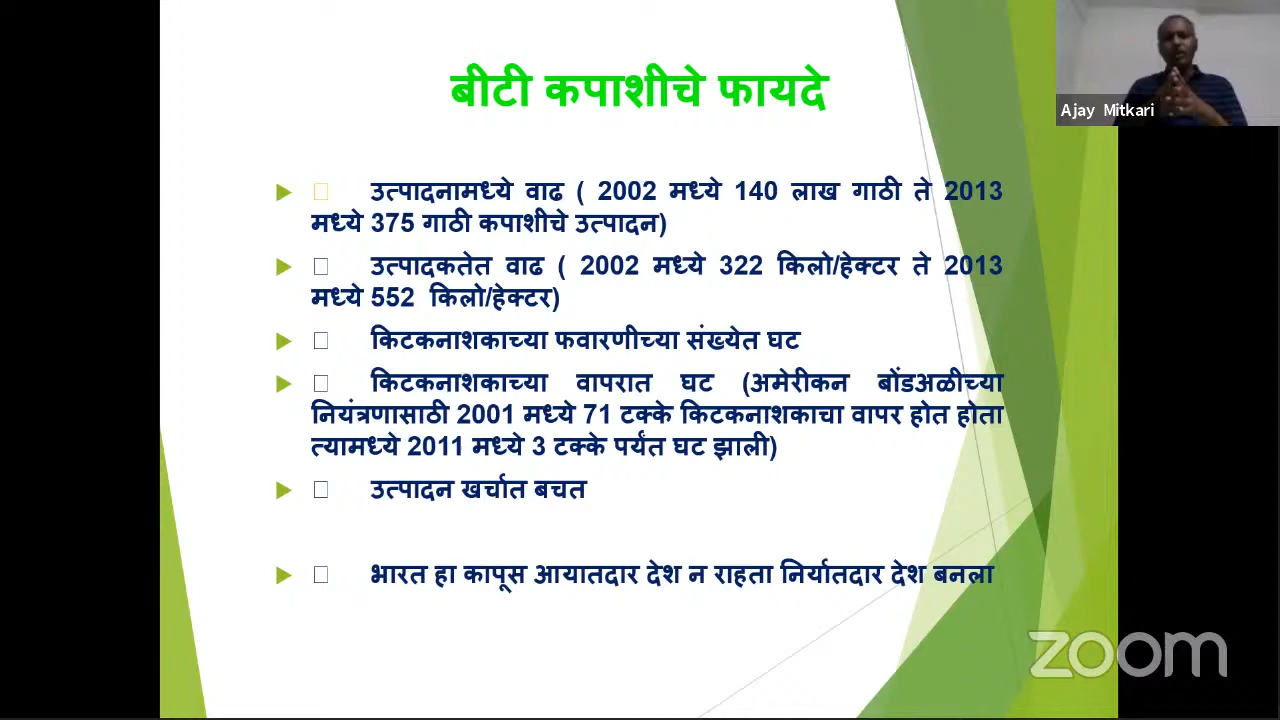 बीटी कपाशीचे फायदे
Ajay Mitkari
उत्पादनामध्ये वाढ ( 2002 मध्ये 140 लाख गाठी ते 2013
मध्ये 375 गाठी कपाशीचे उत्पादन)
उत्पादकतेत वाढ ( 2002 मध्ये 322 किलो/हेक्टर ते 2013
मध्ये 552 किलो/हेक्टर)
किटकनाशकाच्या फवारणीच्या संख्येत घट
किटकनाशकाच्या वापरात घट (अमेरीकन बोंडअळीच्या
नियंत्रणासाठी 2001 मध्ये 71 टक्के किटकनाशकाचा वापर होत होता
त्यामध्ये 2011 मध्ये 3 टक्के पर्यंत घट झाली)
उत्पादन खर्चात बचत
भारत हा कापूस आयातदार देश न राहता निर्यातदार देश बनला
zoom